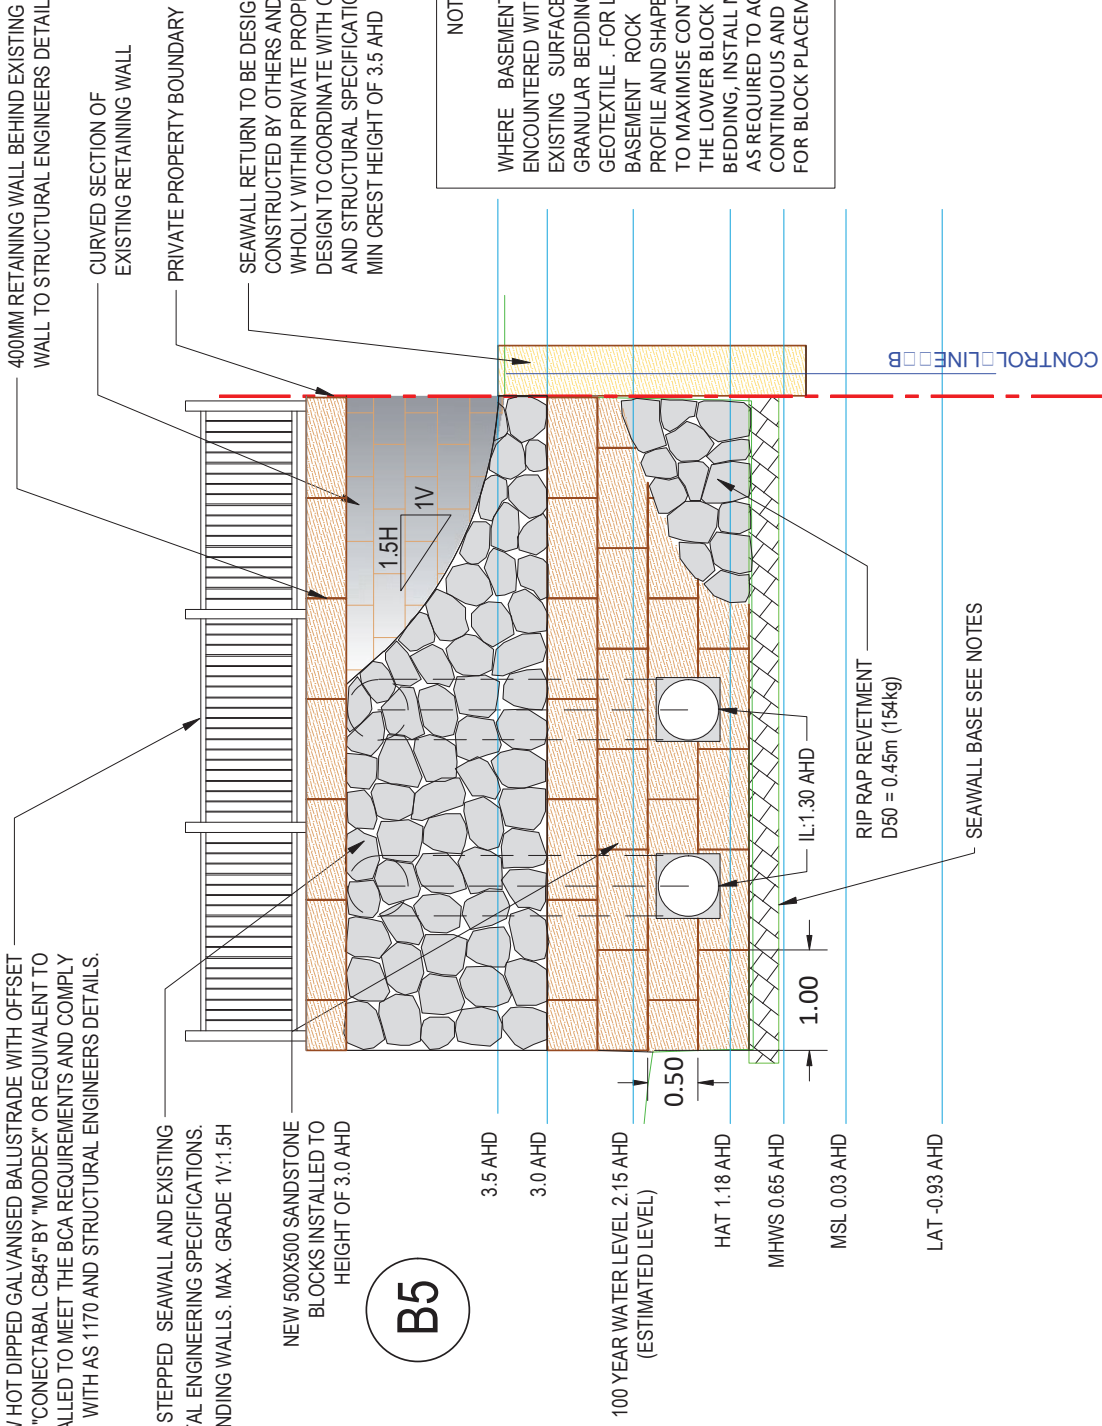 400MM RETAINING WALL BEHIND EXISTING
WALL TO STRUCTURAL ENGINEERS DETAIL
CURVED SECTION OF
EXISTING RETAINING WALL
PRIVATE PROPERTY BOUNDARY
SEAWALL RETURN TO BE DESIG
CONSTRUCTED BY OTHERS AND
WHOLLY WITHIN PRIVATE PROPE
DESIGN TO COORDINATE WITH
AND STRUCTURAL SPECIFICATIO
MIN CREST HEIGHT OF 3.5 AHD
NOT
WHERE BASEMENT
ENCOUNTERED WIT
EXISTING SURFACE
GRANULAR BEDDING
GEOTEXTILE . FOR L
BASEMENT ROCK
PROFILE AND SHAPE
TO MAXIMISE CONT
THE LOWER BLOCK
BEDDING, INSTALL
AS REQUIRED TO AC
CONTINUOUS AND
FOR BLOCK PLACEM
HOT DIPPED GALVANISED BALUSTRADE WITH OFFSET
"CONECTABAL CB45" BY "MODDEX" OR EQUIVALENT TO
ALLED TO MEET THE BCA REQUIREMENTS AND COMPLY
WITH AS 1170 AND STRUCTURAL ENGINEERS DETAILS.
STEPPED SEAWALL AND EXISTING
TAL ENGINEERING SPECIFICATIONS.
NDING WALLS. MAX. GRADE 1V:1.5H
NEW 500X500 SANDSTONE
BLOCKS INSTALLED TO
HEIGHT OF 3.0 AHD
B5
1.5H
1V
CONTROL□LINE□□□B
3.5 AHD
3.0 AHD
100 YEAR WATER LEVEL 2.15 AHD
(ESTIMATED LEVEL)
HAT 1.18 AHD
MHWS 0.65 AHD
MSL 0.03 AHD
LAT -0.93 AHD
0.50
1.00
IL:1.30 AHD
RIP RAP REVETMENT
D50 = 0.45m (154kg)
SEAWALL BASE SEE NOTES